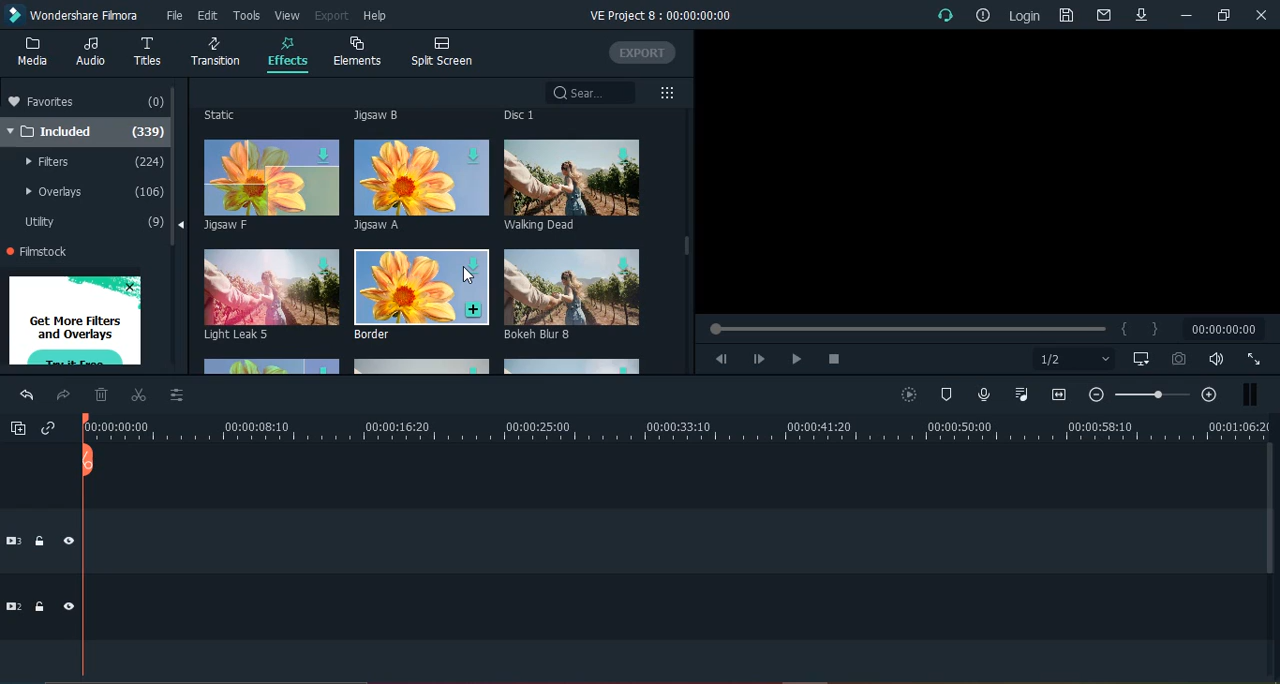 Wondershare Filmora File Edit Tools View Export Help VE Project 8 : 00:00:00:00 Login
Media Audio Titles Transition Effects Elements Split Screen EXPORT
Favorites (0)
Included (339)
Filters (224)
Overlays (106)
Utility (9)
Filmstock
Get More Filters
and Overlays
Try it Free
Sear...
Static Jigsaw B Disc 1
Jigsaw F Jigsaw A Walking Dead
Light Leak 5 Border Bokeh Blur 8
{ } 00:00:00:00
1/2
00:00:00:00 00:00:08:10 00:00:16:20 00:00:25:00 00:00:33:10 00:00:41:20 00:00:50:00 00:00:58:10 00:01:06:20
3
2